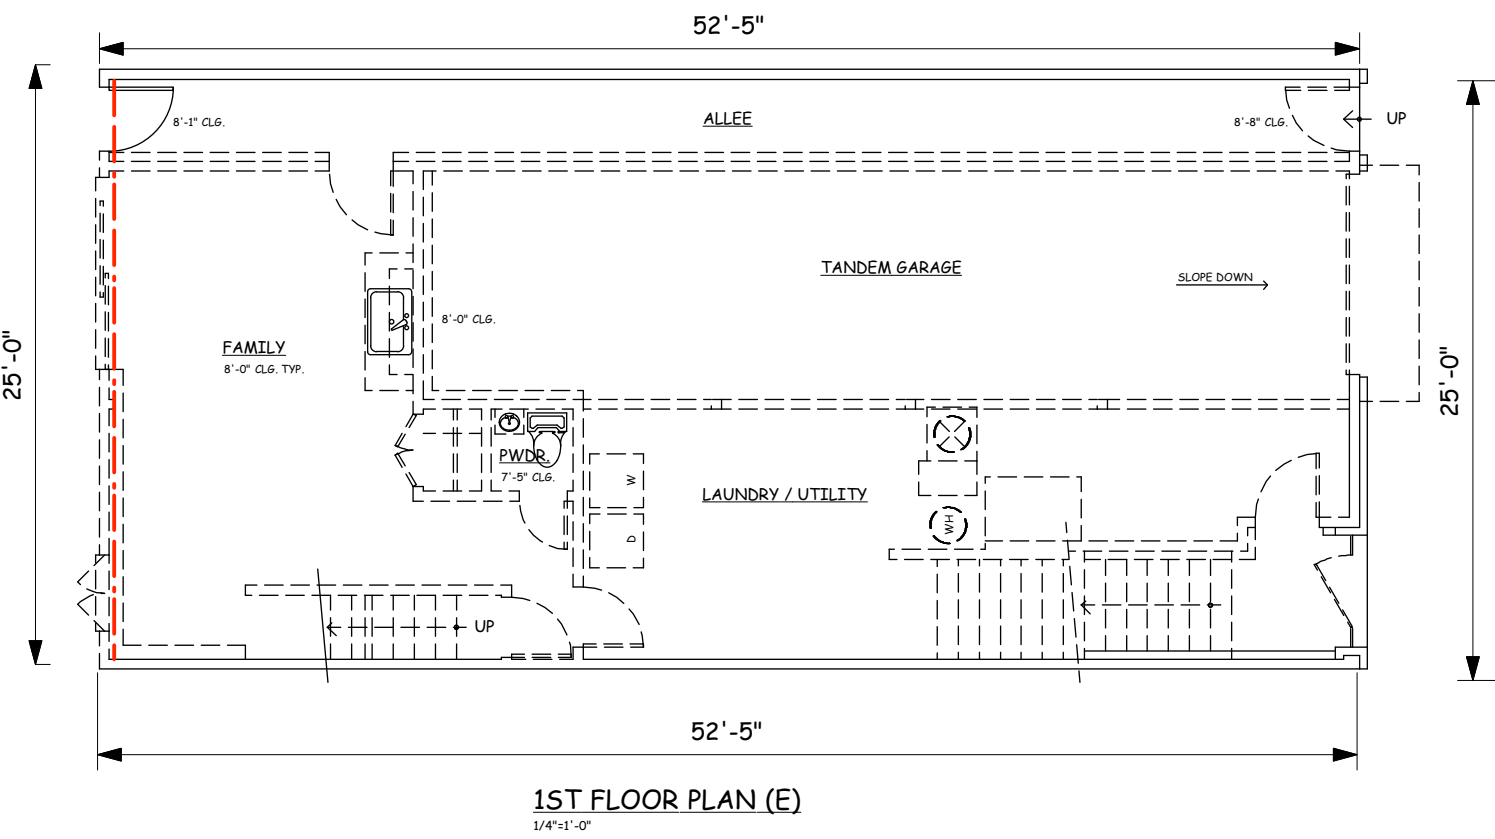 52'-5"
8'-1" CLG.
ALLEE
8'-8" CLG.
UP
TANDEM GARAGE
SLOPE DOWN
8'-0" CLG.
FAMILY
8'-0" CLG. TYP.
25'-0"
25'-0"
PWDR.
7'-5" CLG.
W
LAUNDRY / UTILITY
D
WH
UP
52'-5"
1ST FLOOR PLAN (E)
1/4"=1'-0"